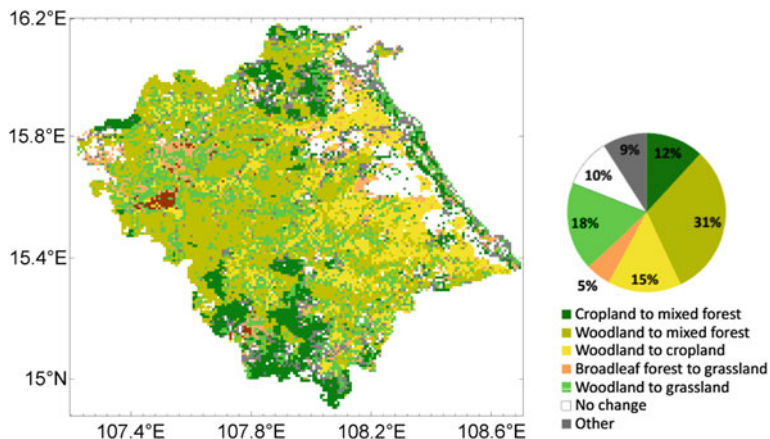 16.2°E
15.8°E
15.4°E
15°N
107.4°E
107.8°E
108.2°E
108.6°E
9%
12%
10%
31%
18%
5%
15%
Cropland to mixed forest
Woodland to mixed forest
Woodland to cropland
Broadleaf forest to grassland
Woodland to grassland
No change
Other